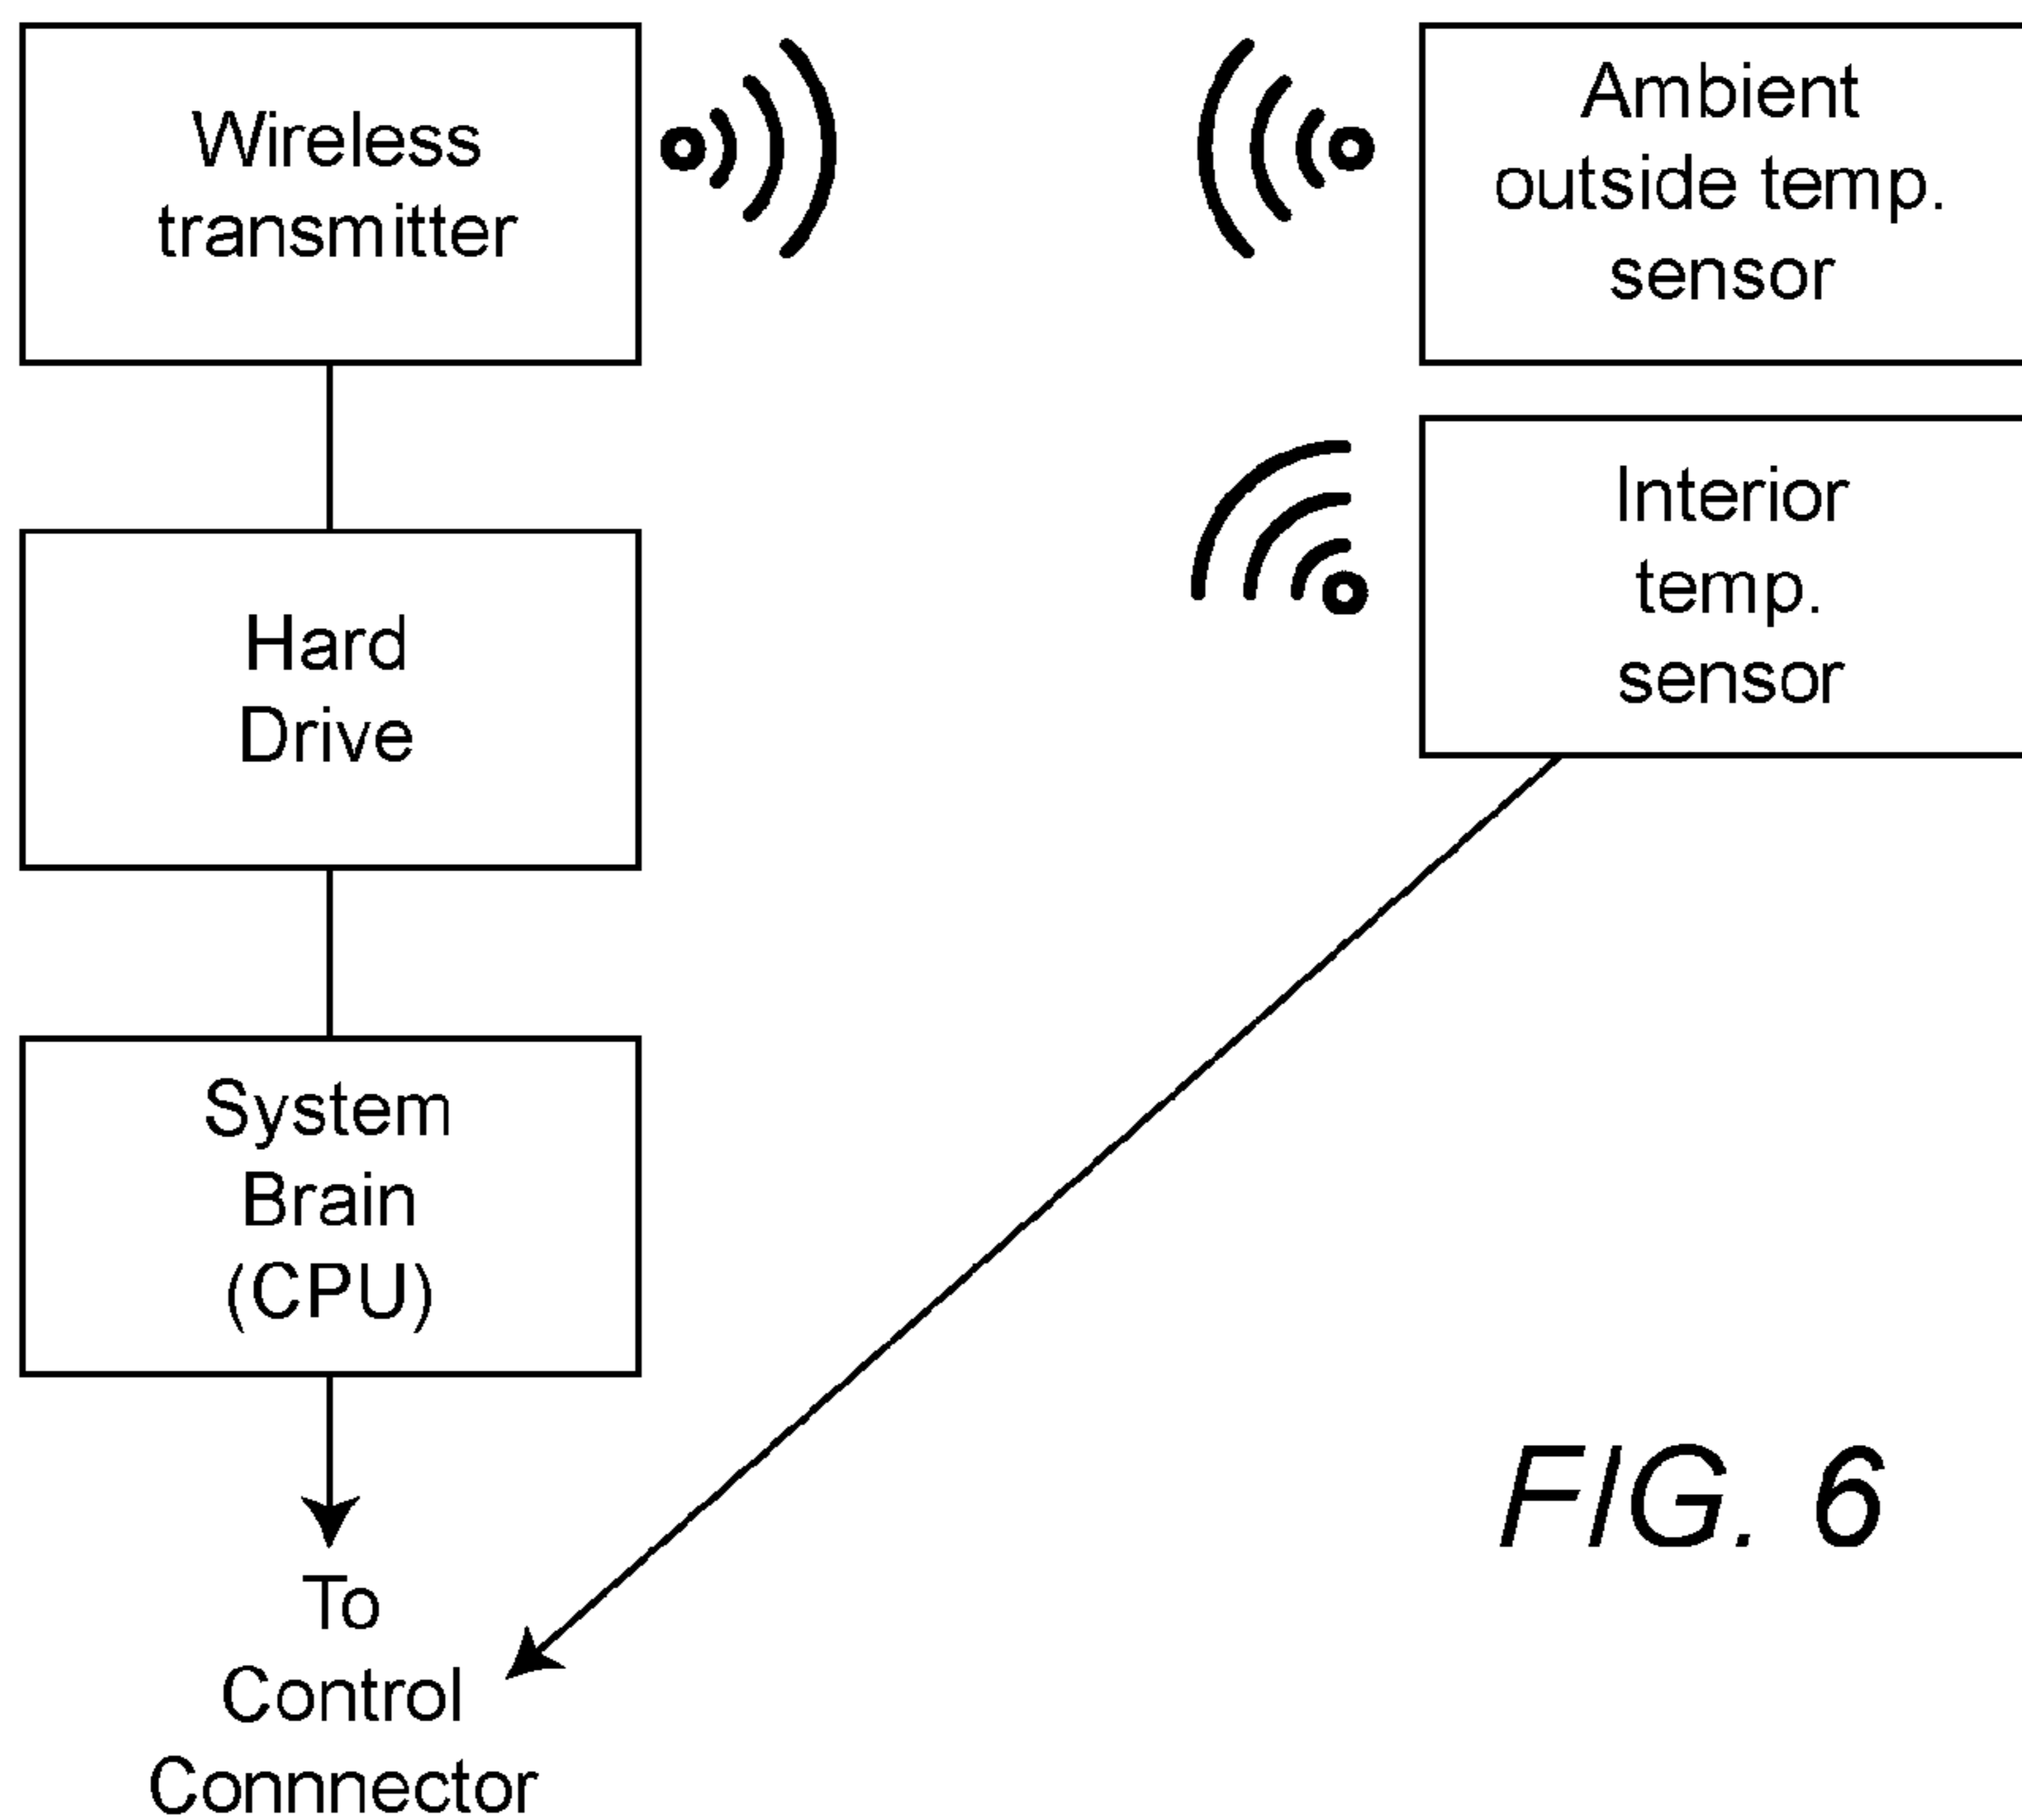 Wireless
transmitter
Ambient
outside temp.
sensor
Interior
temp.
sensor
Hard
Drive
System
Brain
(CPU)
To
Control
Connnector
FIG. 6